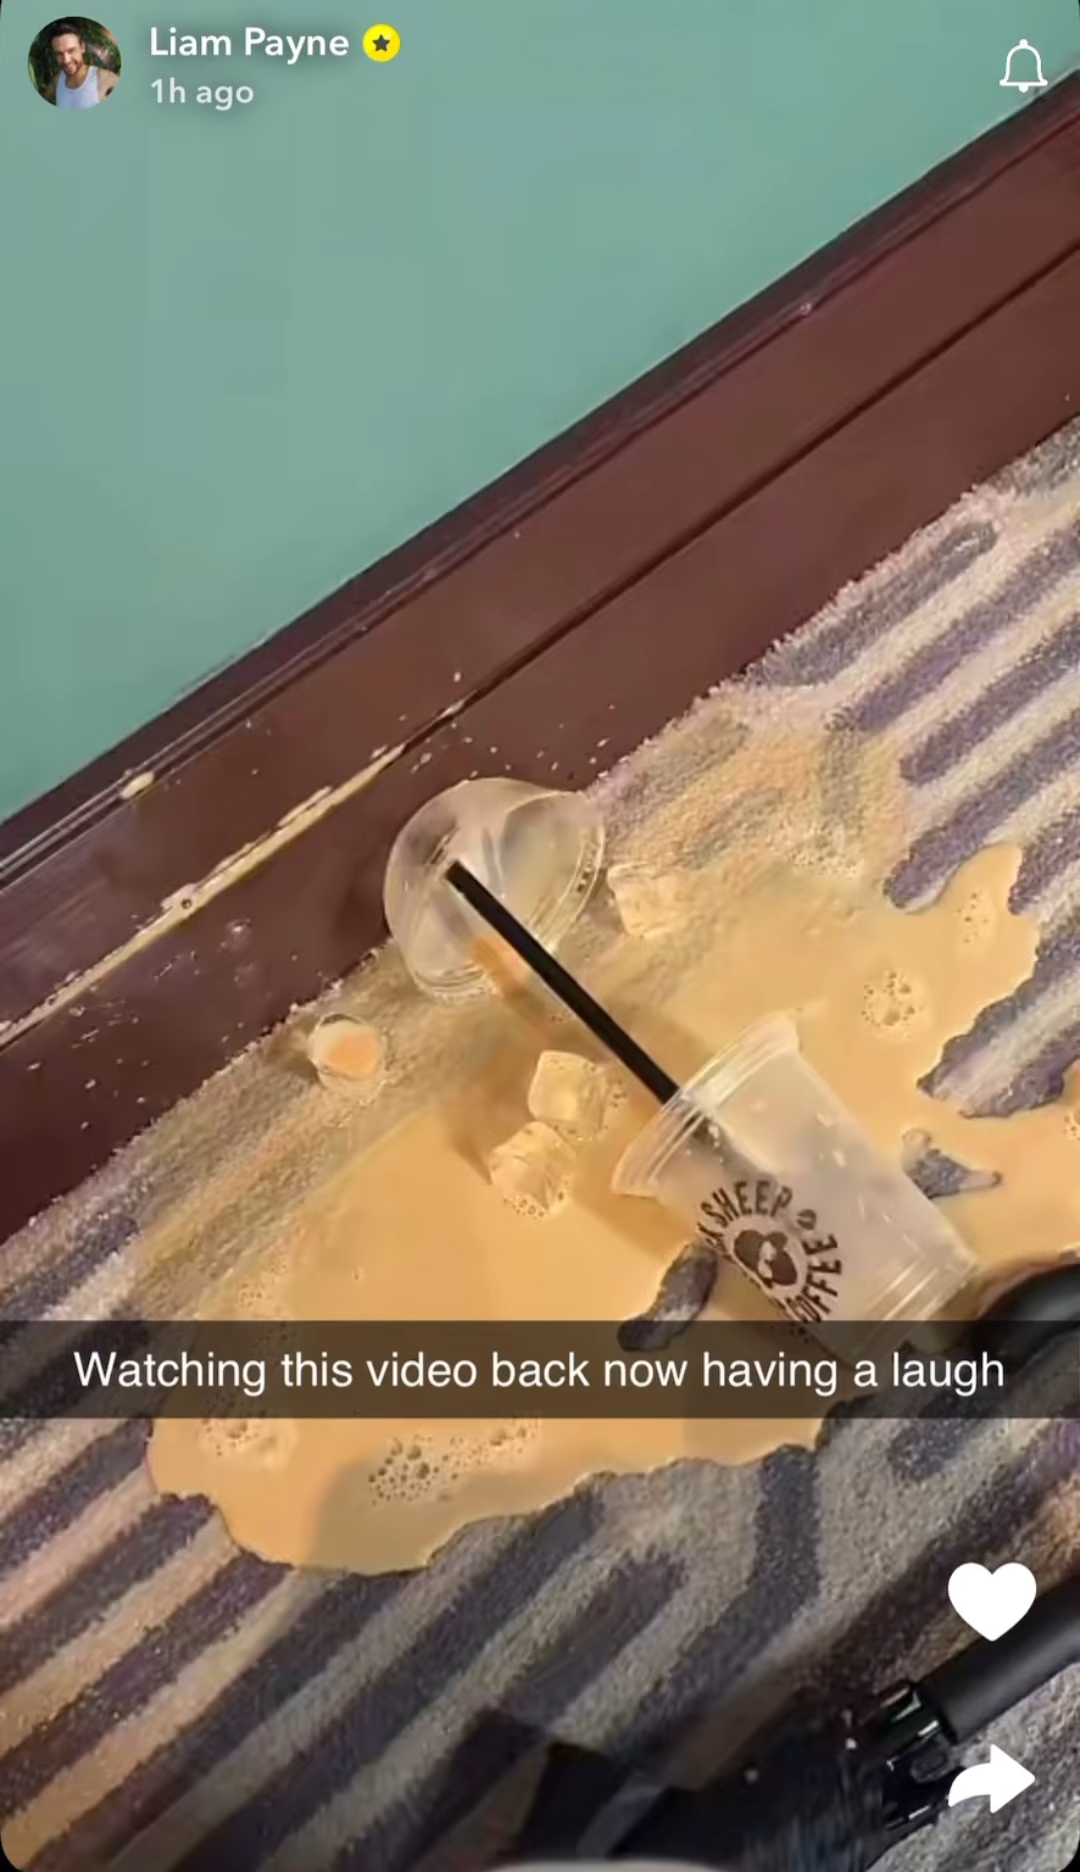 Liam Payne
1h ago
SHEEP
COFFEE
Watching this video back now having a laugh